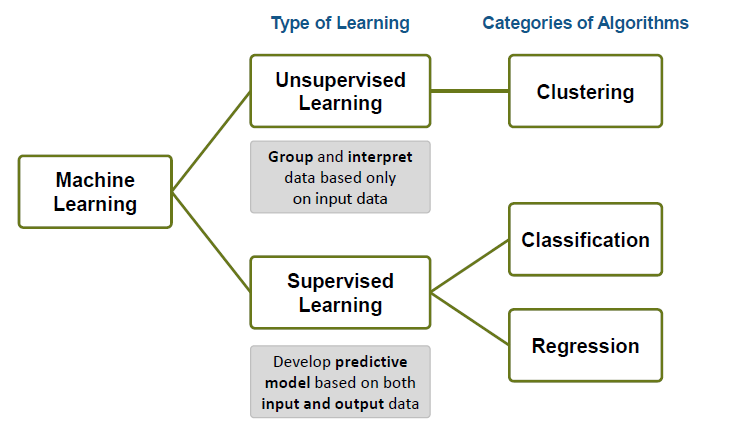 Type of Learning
Categories of Algorithms
Unsupervised
Learning
Clustering
Group and interpret
data based only
on input data
Machine
Learning
Classification
Supervised
Learning
Regression
Develop predictive
model based on both
input and output data